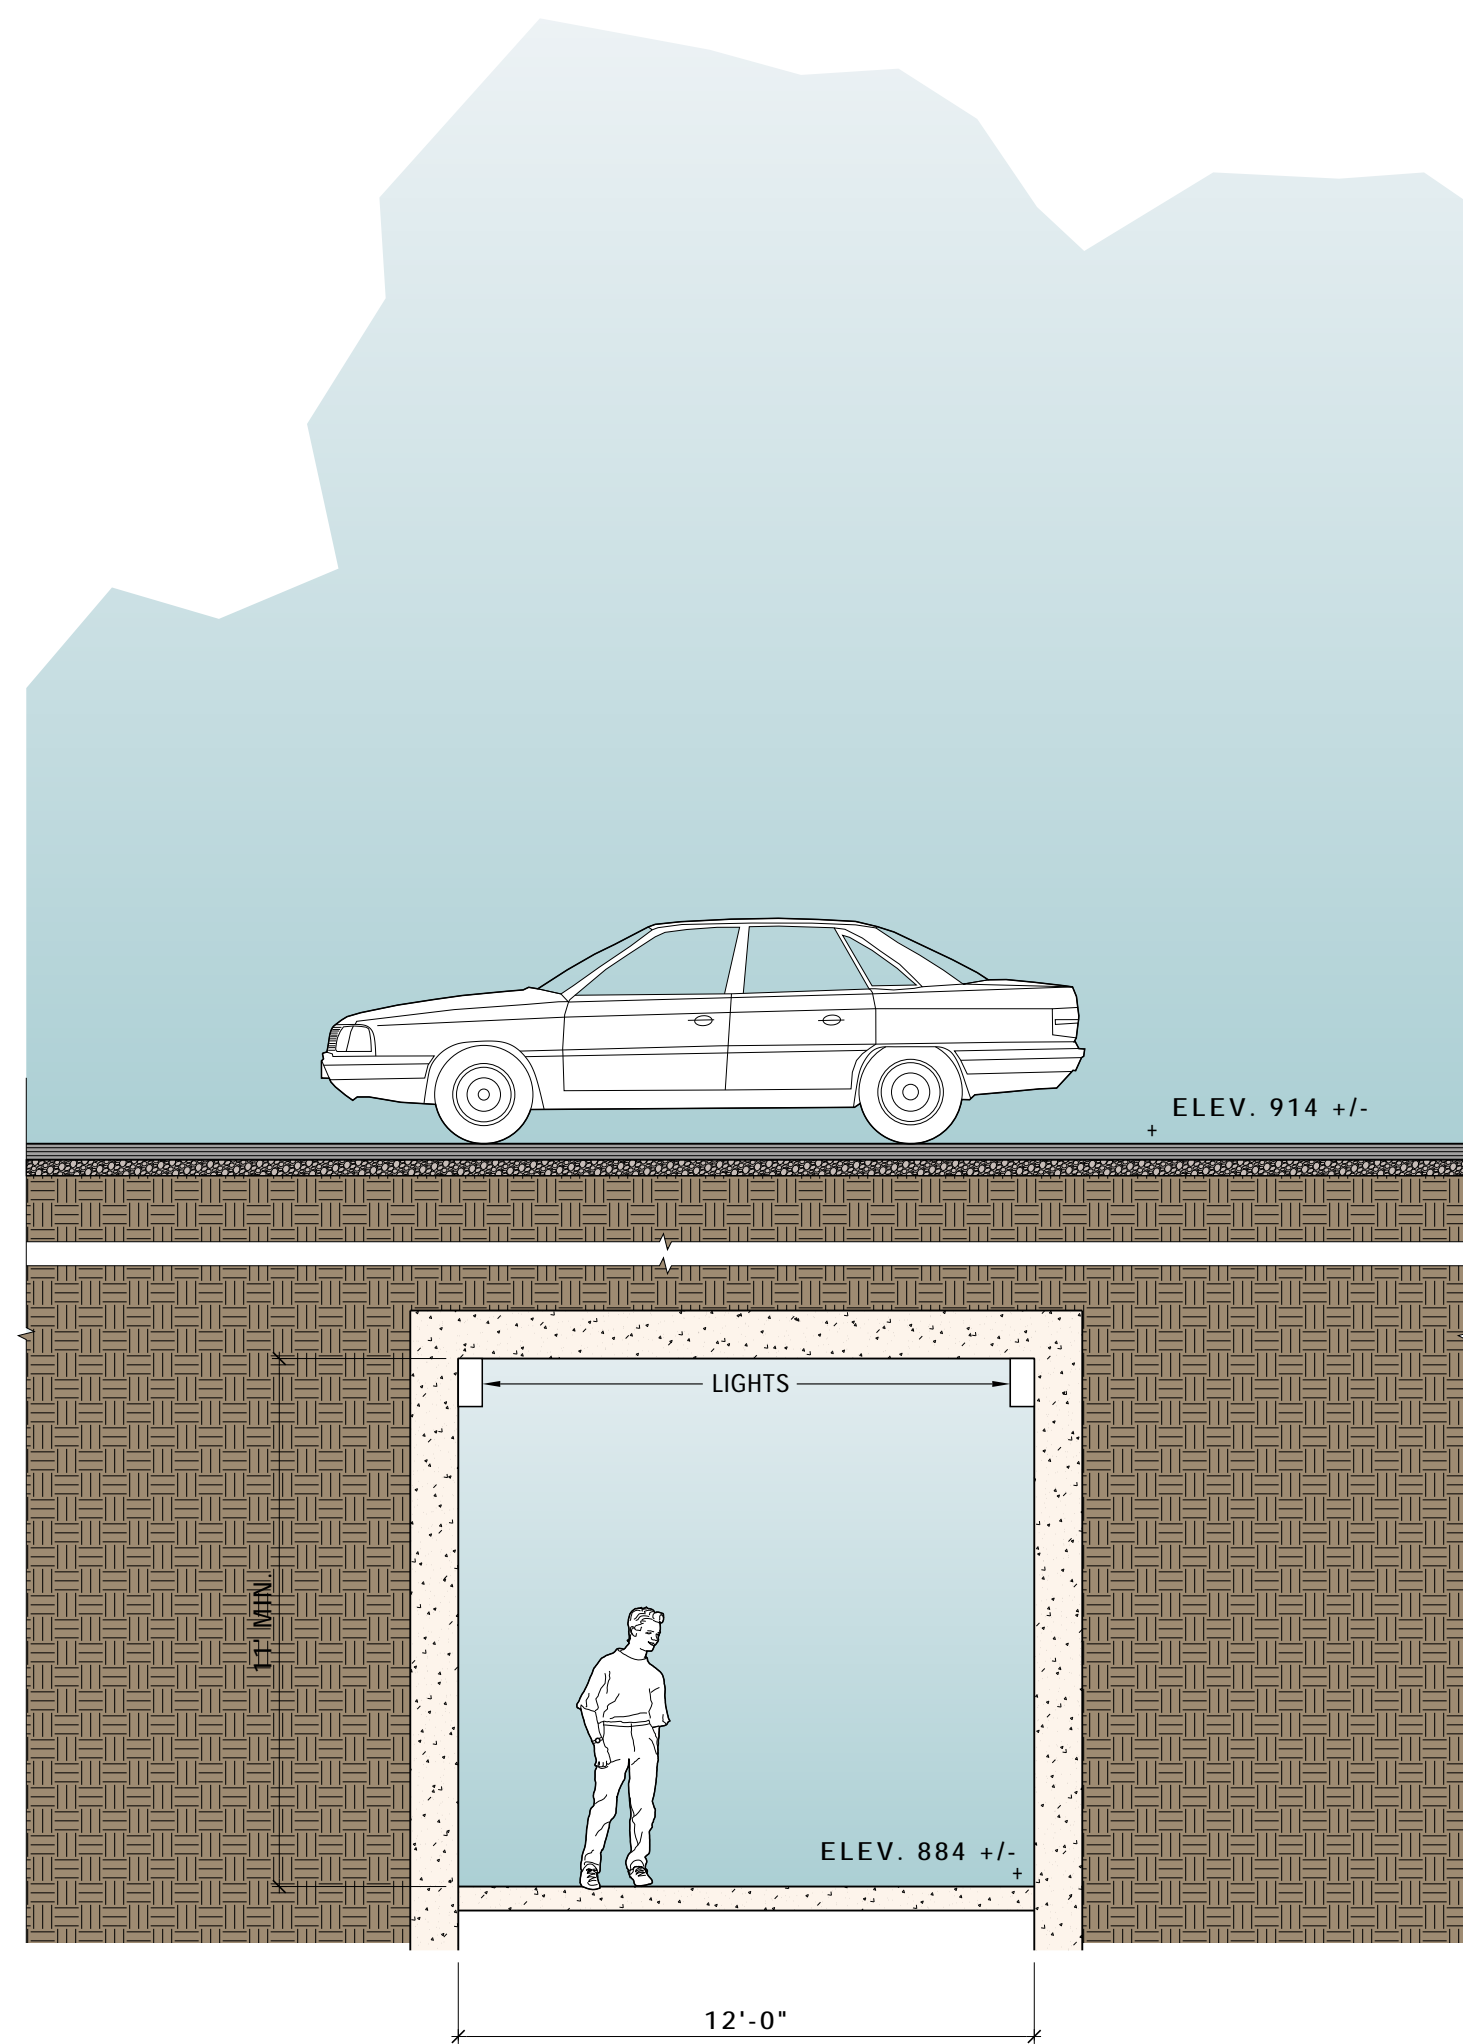 ELEV. 914 +/-
LIGHTS
11' MIN.
ELEV. 884 +/-
12'-0"